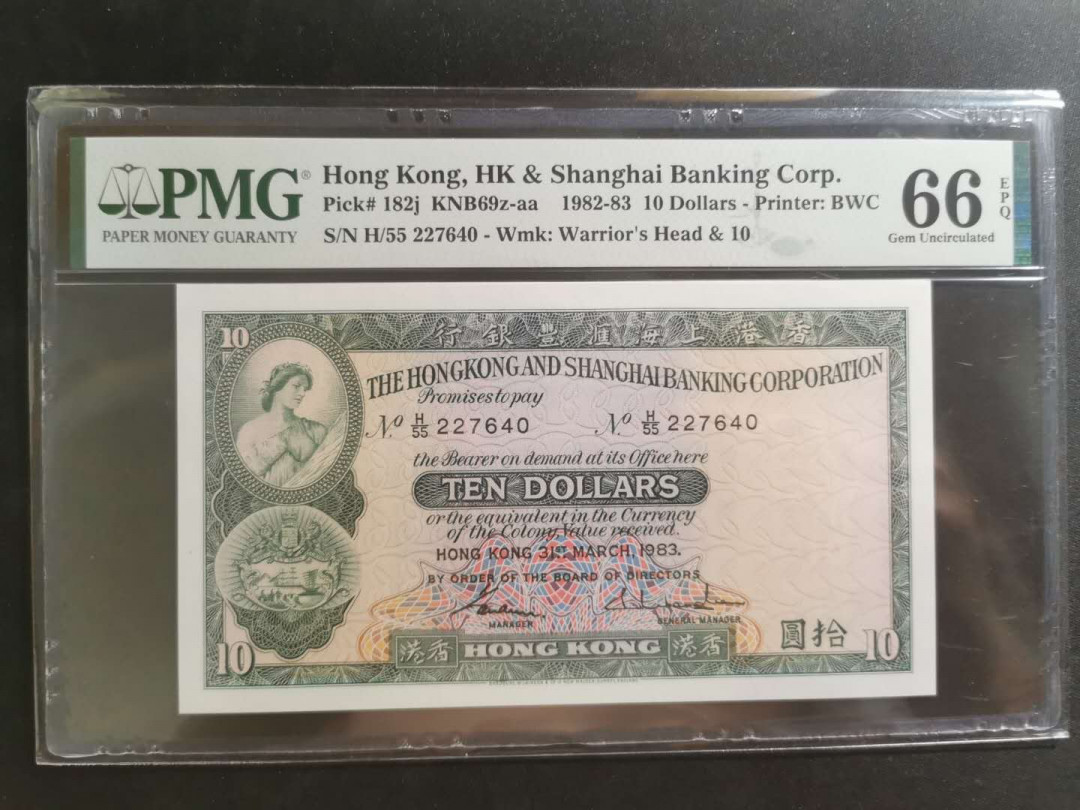 PMG®
PAPER MONEY GUARANTY
Hong Kong, HK & Shanghai Banking Corp.
Pick# 182j KNB69z-aa 1982-83 10 Dollars - Printer: BWC
S/N H/55 227640 - Wmk: Warrior's Head & 10
66 EPQ
Gem Uncirculated
10
行銀豐滙海上港香
THE HONGKONG AND SHANGHAI BANKING CORPORATION
Promises to pay
No H/55 227640 No H/55 227640
the Bearer on demand at its Office here
TEN DOLLARS
or the equivalent in the Currency
of the Colony, Value received.
HONG KONG 31ST MARCH, 1983.
BY ORDER OF THE BOARD OF DIRECTORS
MANAGER GENERAL MANAGER
圓拾
10 港香 HONG KONG 港香 10